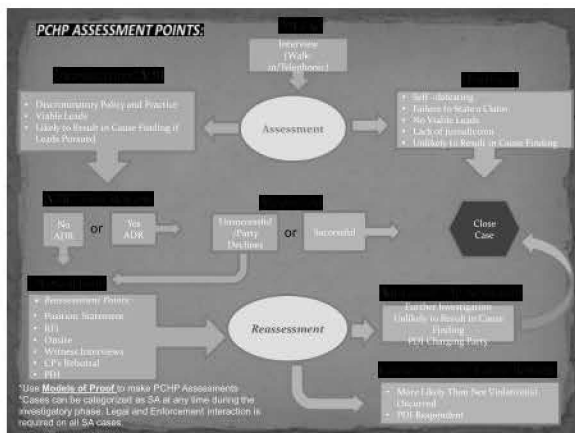 PCHP ASSESSMENT POINTS:
Interview
(Walk-
in/Telephone)
• Discriminatory Policy and Practice
• Viable Leads
• Likely to Result in Cause Finding if
Leads Pursued
Assessment
• Self-defeating
• Failure to State a Claim
• No Viable Leads
• Lack of Jurisdiction
• Unlikely to Result in Cause Finding
No
ADR
or
Yes
ADR
Unsuccessful
/Party
Declines
or
Successful
Close
Case
• Reassessment Points:
• Position Statement
• RFI
• Onsite
• Witness Interviews
• CP's Rebuttal
• PDI
Reassessment
Further Investigation
Unlikely to Result in Cause
Finding
PDI Charging Party
• More Likely Than Not Violation(s)
Occurred
• PDI-Respondent
*Use Models of Proof to make PCHP Assessments
*Cases can be categorized as SA at any time during the
investigatory phase. Legal and Enforcement interaction is
required on all SA cases.